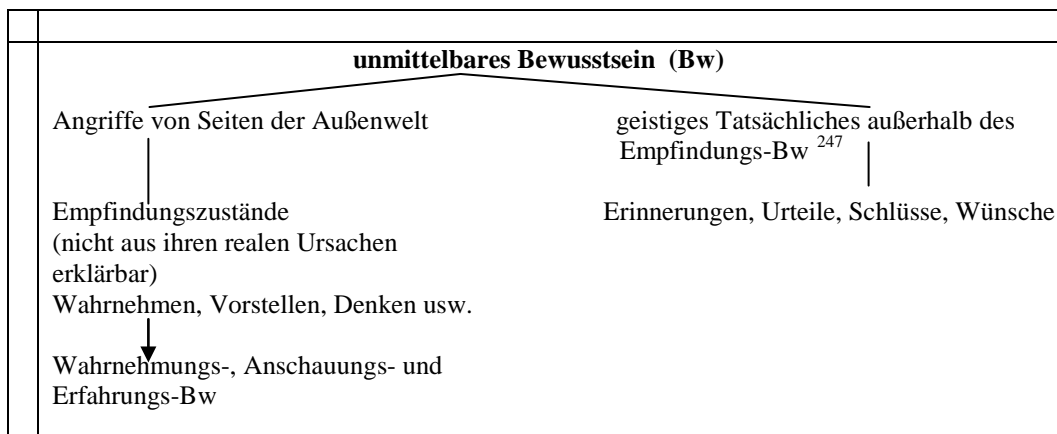 unmittelbares Bewusstsein (Bw)
Angriffe von Seiten der Außenwelt
geistiges Tatsächliches außerhalb des
Empfindungs-Bw 247
Empfindungszustände
(nicht aus ihren realen Ursachen
erklärbar)
Wahrnehmen, Vorstellen, Denken usw.
Erinnerungen, Urteile, Schlüsse, Wünsche
Wahrnehmungs-, Anschauungs- und
Erfahrungs-Bw